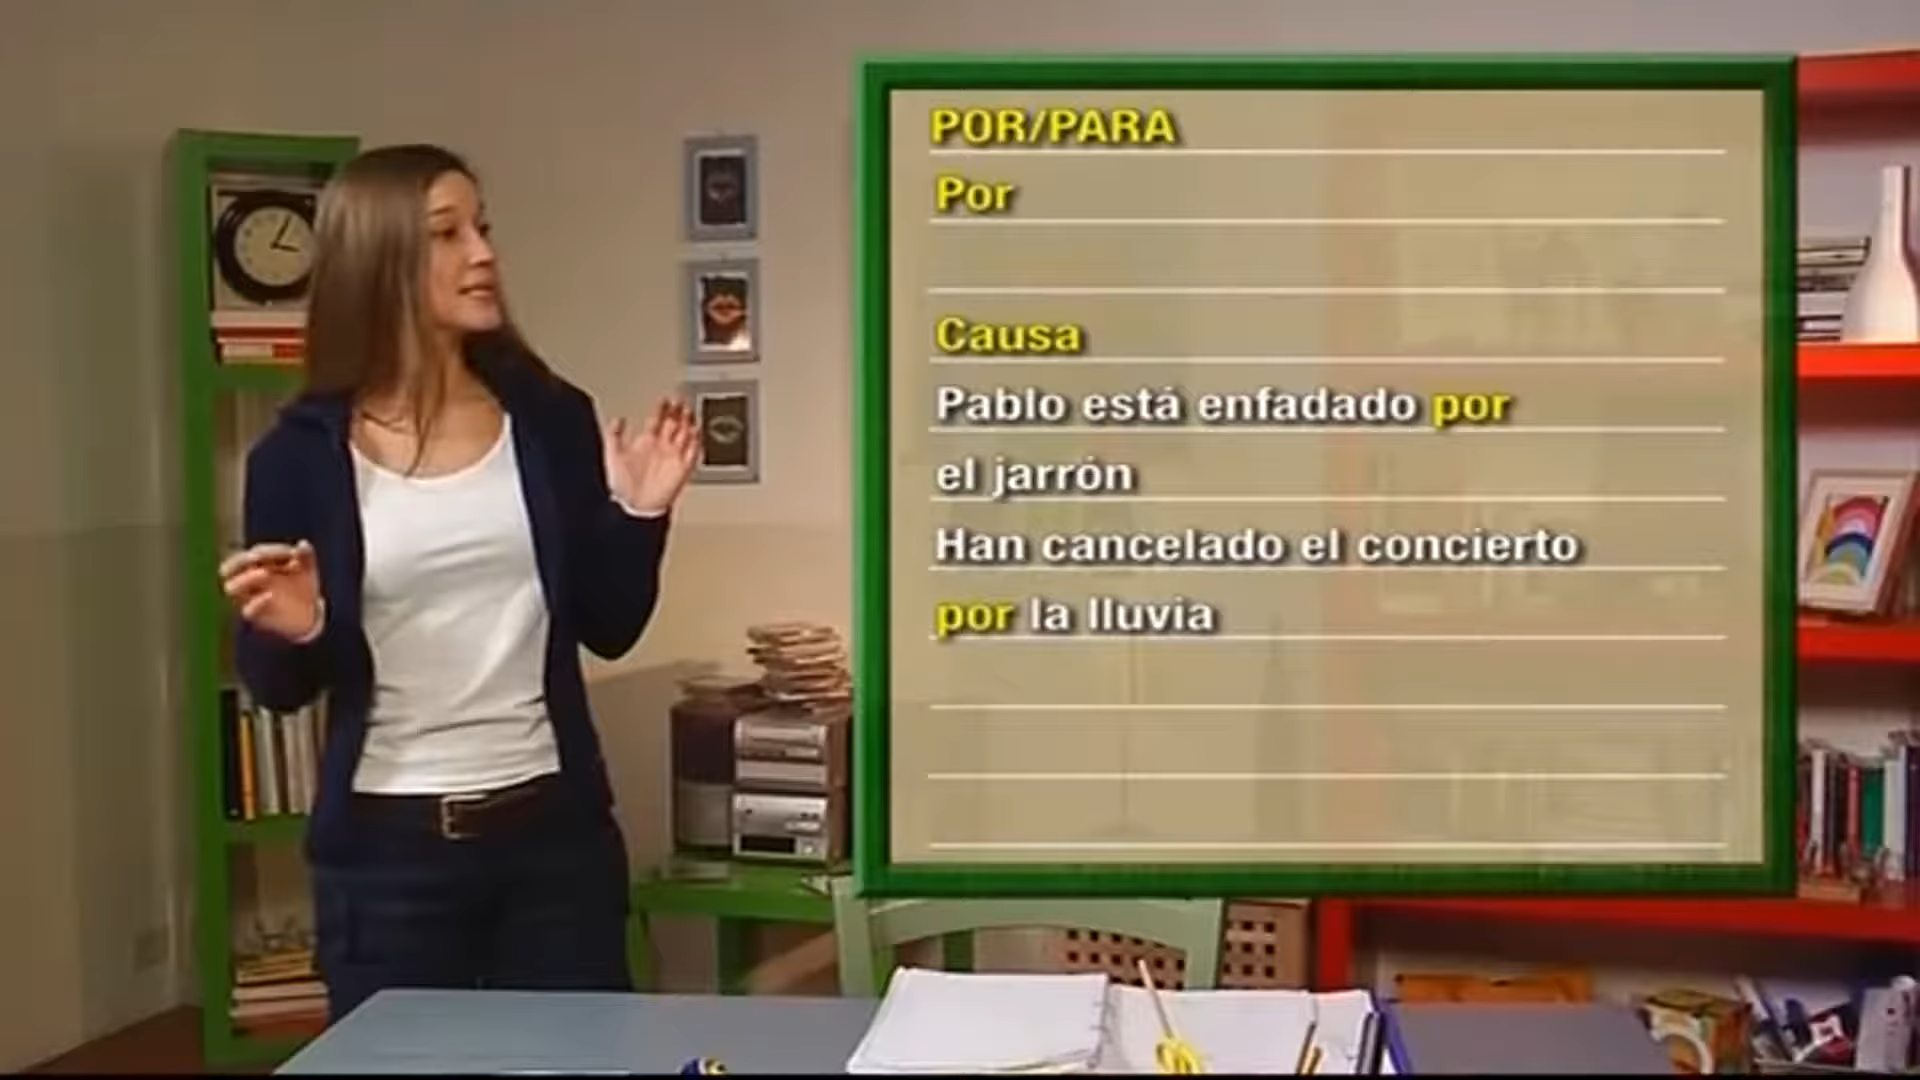 POR/PARA
Por
Causa
Pablo está enfadado por
el jarrón
Han cancelado el concierto
por la lluvia